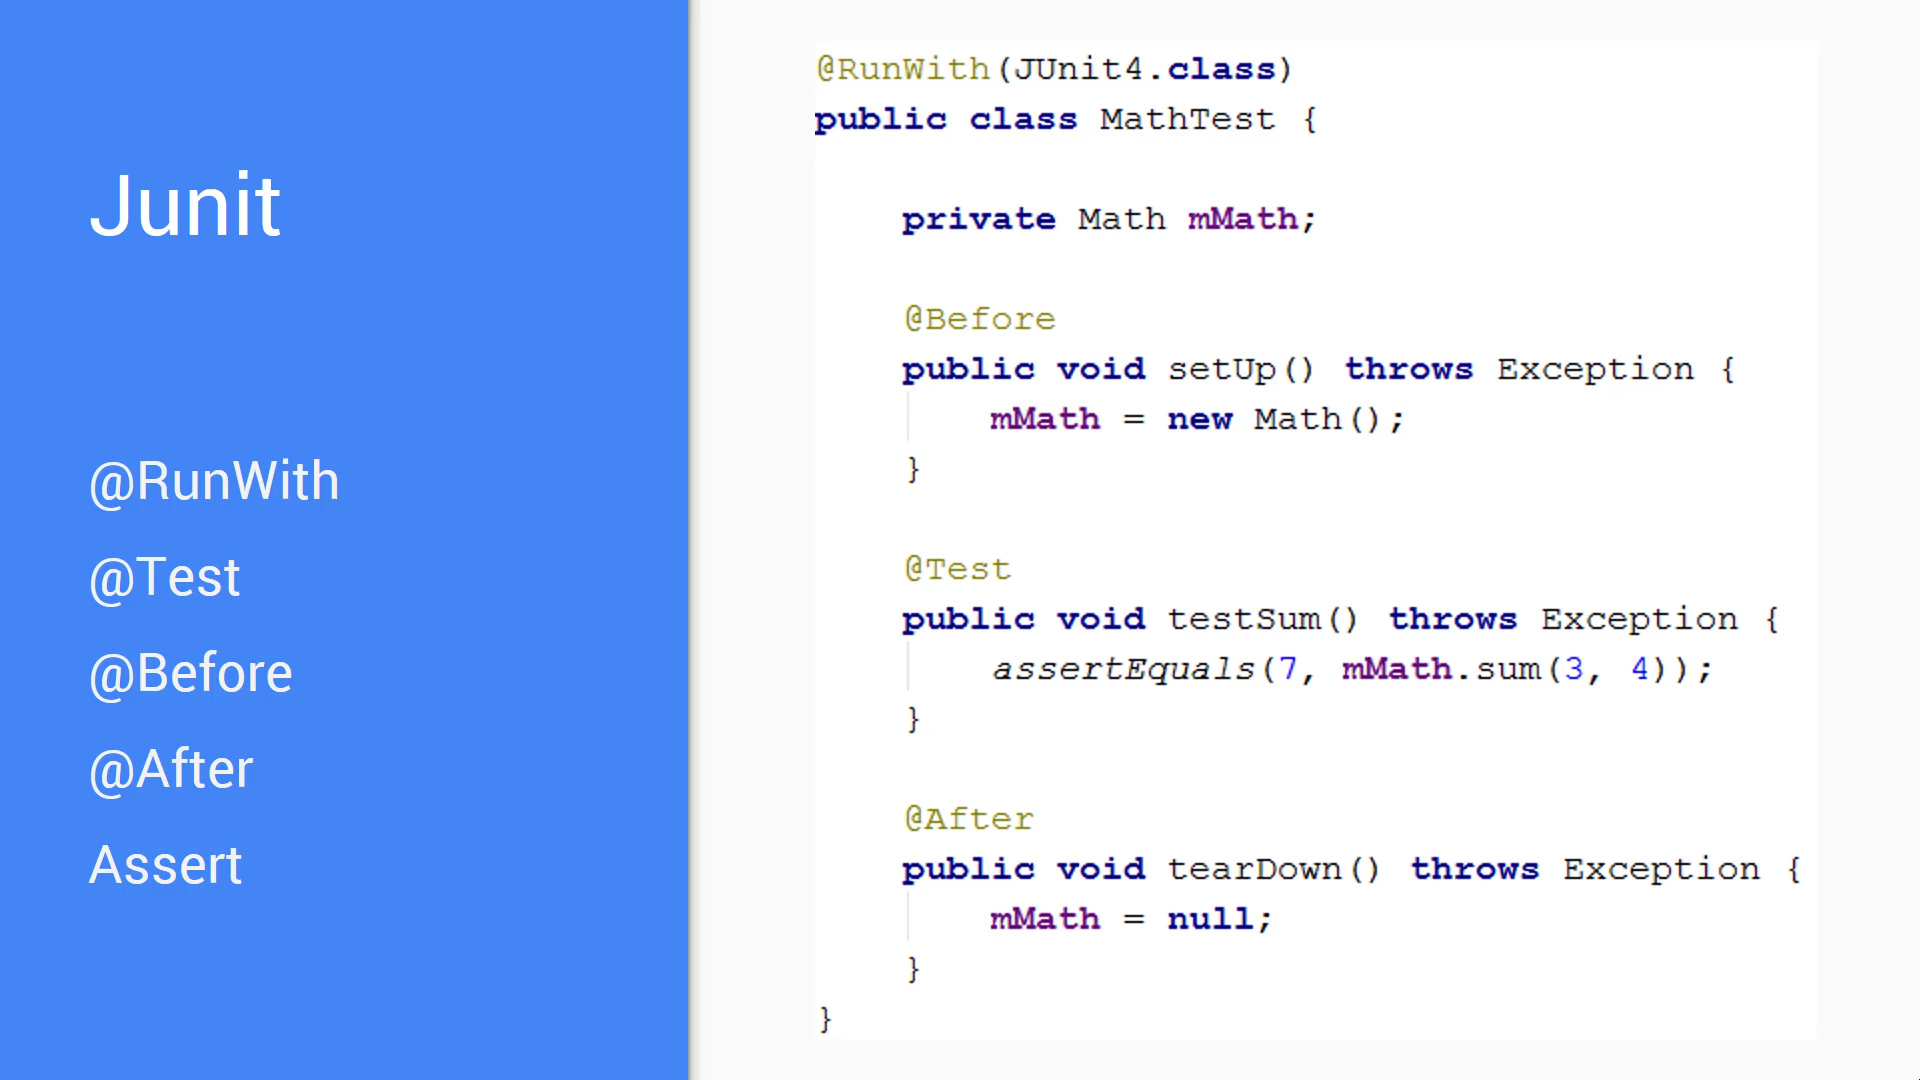 Junit
@RunWith
@Test
@Before
@After
Assert
@RunWith(JUnit4.class)
public class MathTest {
private Math mMath;
@Before
public void setUp() throws Exception {
mMath = new Math();
}
@Test
public void testSum() throws Exception {
assertEquals(7, mMath.sum(3, 4));
}
@After
public void tearDown() throws Exception {
mMath = null;
}
}